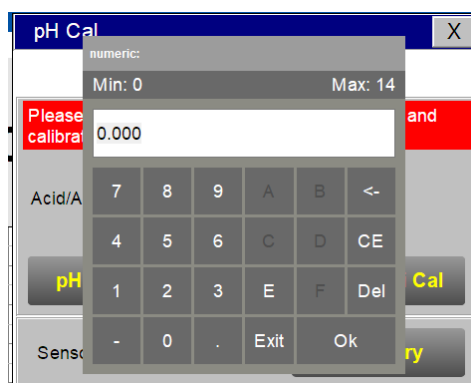 pH Cal
X
numeric:
Min: 0 Max: 14
Please and
calibrat
0.000
7 8 9 A B <-
Acid/A
4 5 6 C D CE
pH Cal
1 2 3 E F Del
- 0 . Exit Ok
Senso ry